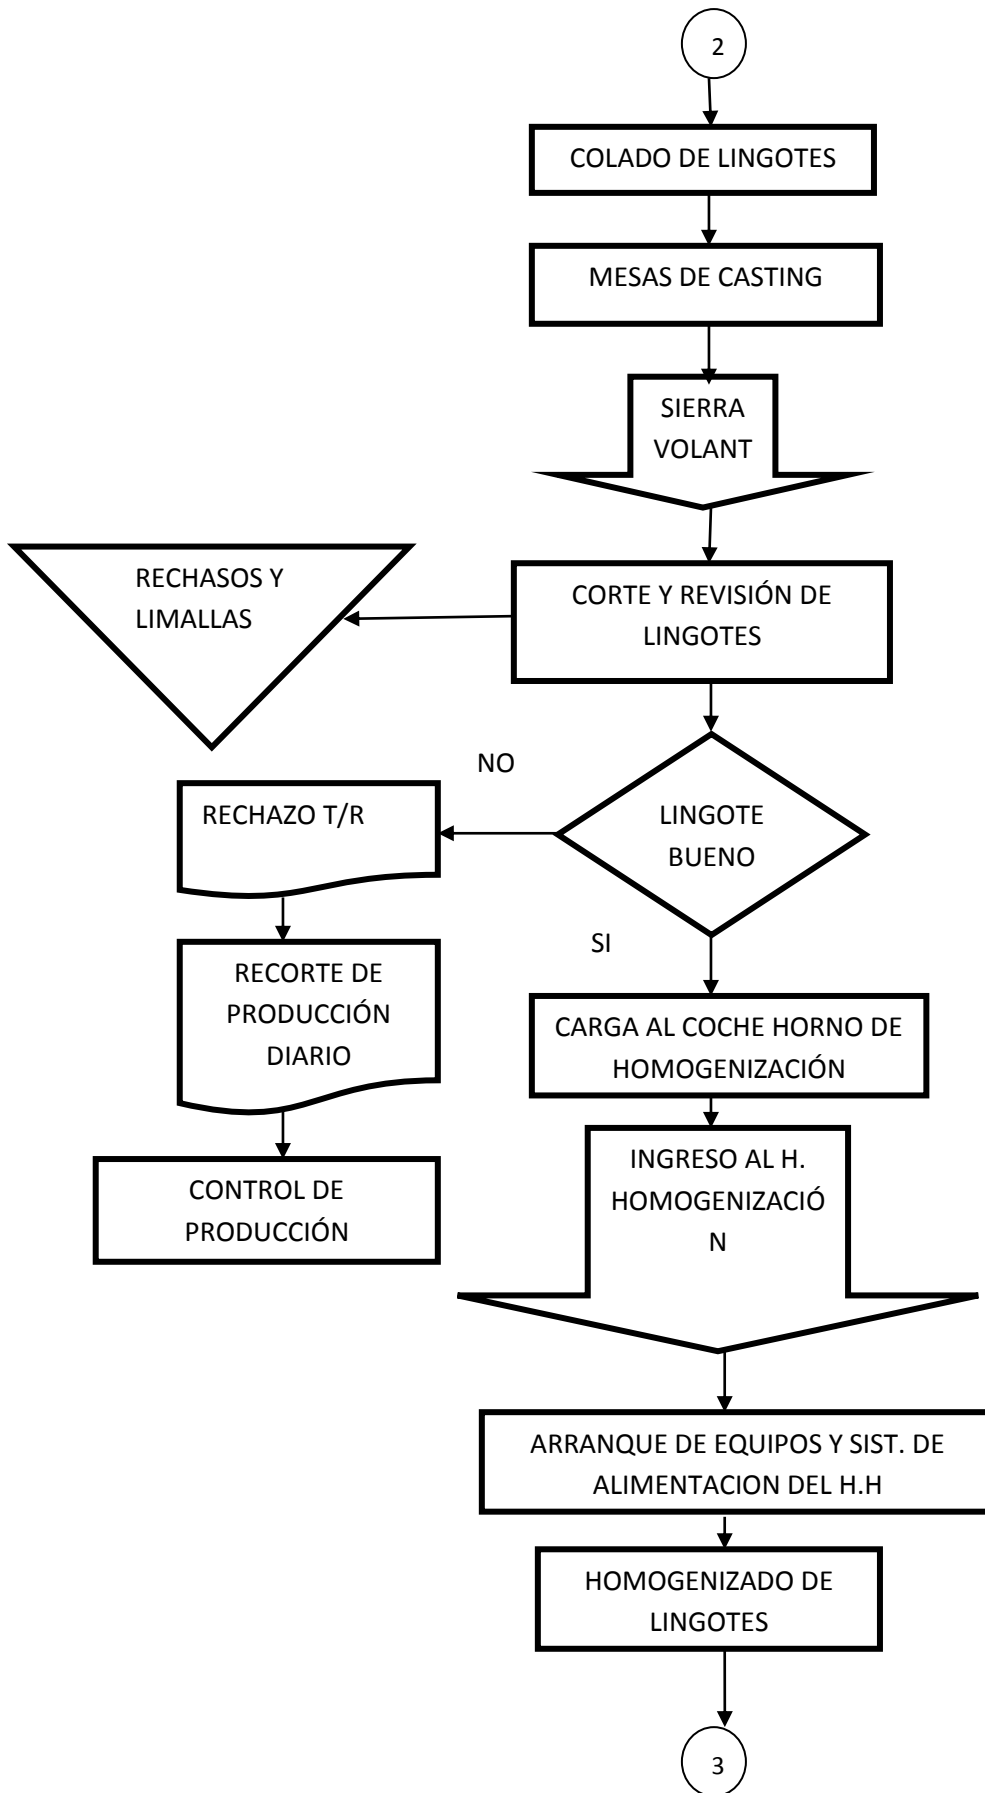 2
COLADO DE LINGOTES
MESAS DE CASTING
SIERRA
VOLANT
RECHASOS Y
LIMALLAS
CORTE Y REVISIÓN DE
LINGOTES
NO
RECHAZO T/R
LINGOTE
BUENO
SI
RECORTE DE
PRODUCCIÓN
DIARIO
CARGA AL COCHE HORNO DE
HOMOGENIZACIÓN
CONTROL DE
PRODUCCIÓN
INGRESO AL H.
HOMOGENIZACIÓ
N
ARRANQUE DE EQUIPOS Y SIST. DE
ALIMENTACION DEL H.H
HOMOGENIZADO DE
LINGOTES
3